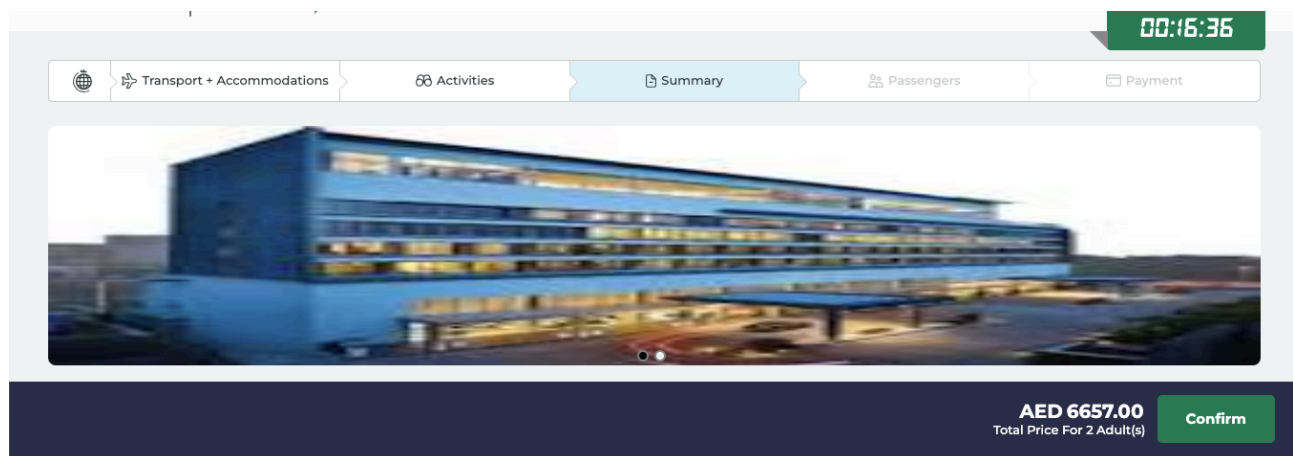 00:16:36
Transport + Accommodations
Activities
Summary
Passengers
Payment
AED 6657.00
Total Price For 2 Adult(s)
Confirm